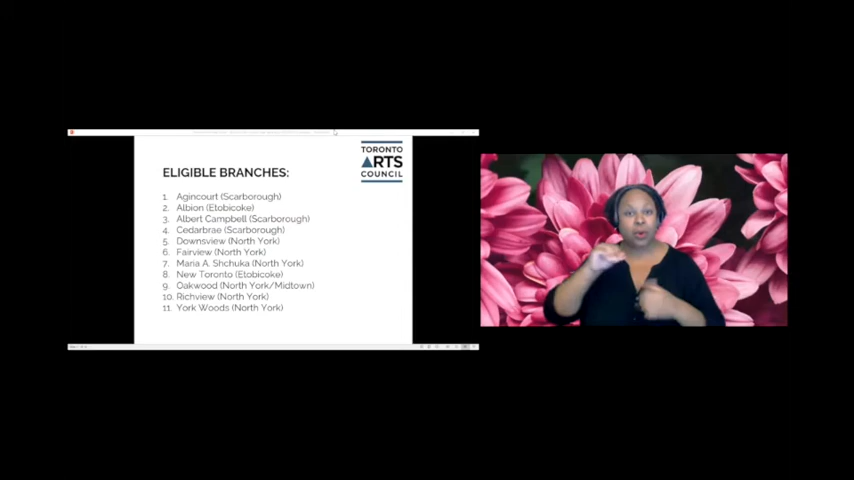 TORONTO
ARTS
COUNCIL
ELIGIBLE BRANCHES:
1. Agincourt (Scarborough)
2. Albion (Etobicoke)
3. Albert Campbell (Scarborough)
4. Cedarbrae (Scarborough)
5. Downsview (North York)
6. Fairview (North York)
7. Maria A. Shchuka (North York)
8. New Toronto (Etobicoke)
9. Oakwood (North York/Midtown)
10. Richview (North York)
11. York Woods (North York)